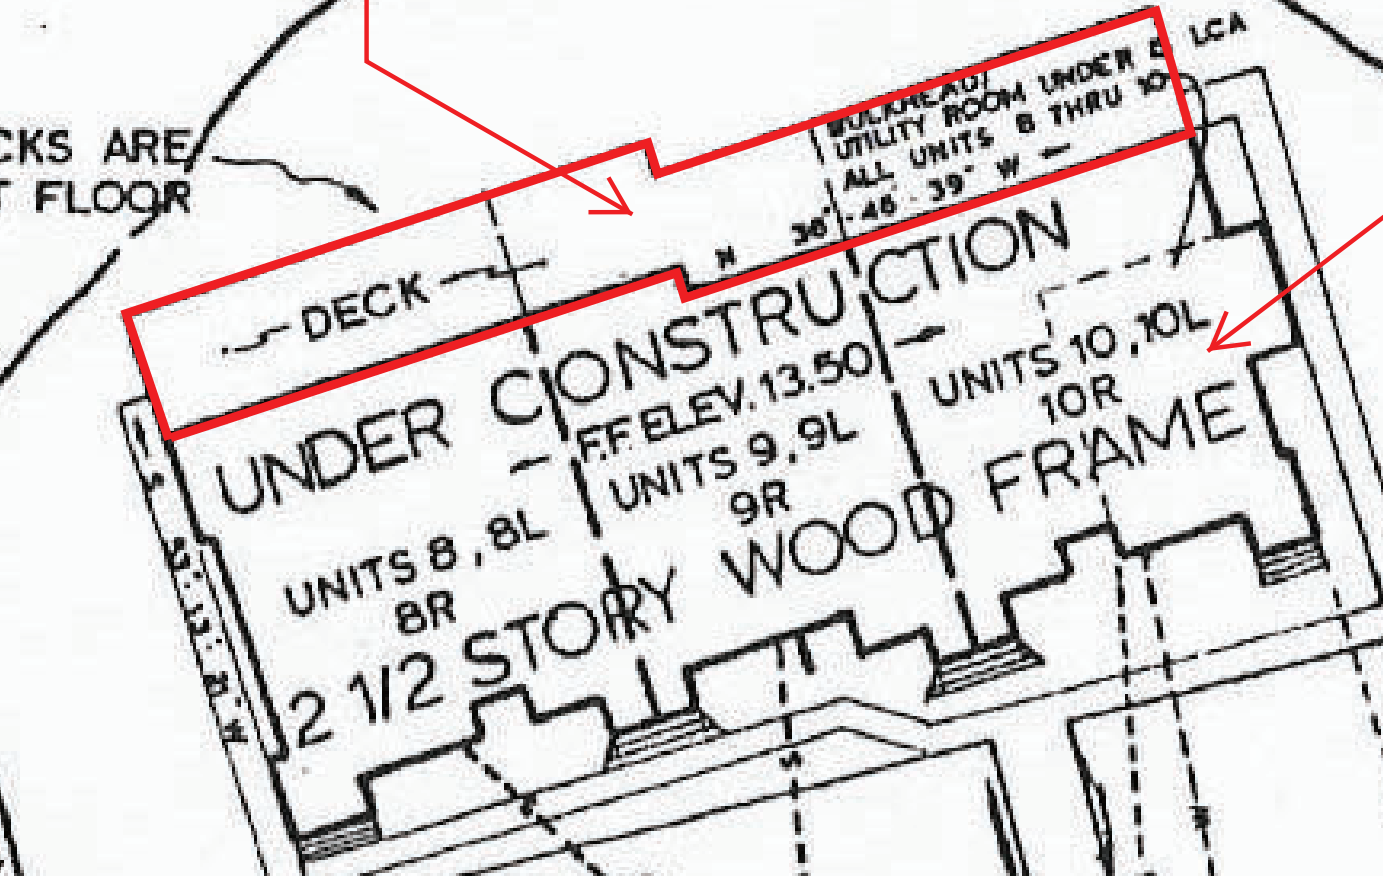 CKS ARE
T FLOOR
BULKHEAD/
UTILITY ROOM UNDER & LCA
ALL UNITS 8 THRU 10
N 36° - 46 - 39" W
DECK
UNDER CONSTRUCTION
F.F. ELEV. 13.50
UNITS 8, 8L
8R
UNITS 9, 9L
9R
UNITS 10, 10L
10R
2 1/2 STORY WOOD FRAME